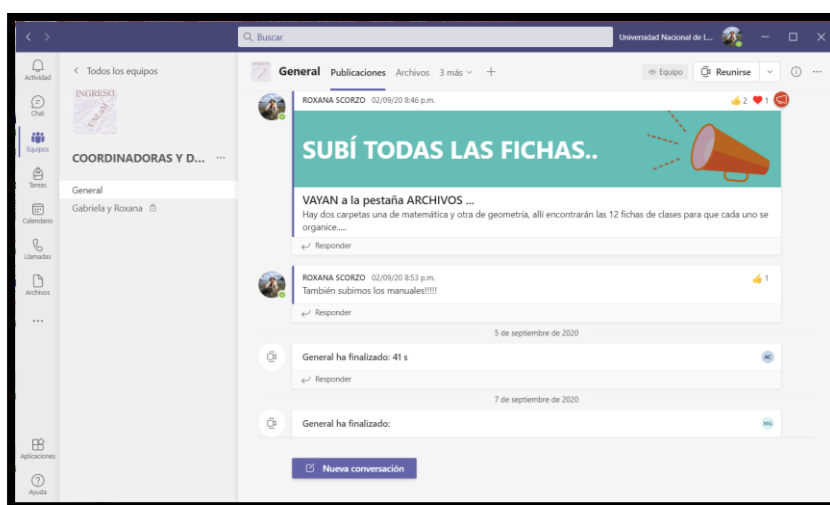 Buscar
Universidad Nacional de L...
Actividad
Chat
Equipos
Tareas
Calendario
Llamadas
Archivos
Aplicaciones
Ayuda
Todos los equipos
INGRESO
UNLaM
COORDINADORAS Y D... ...
General
Gabriela y Roxana
General Publicaciones Archivos 3 más +
Equipo Reunirse
ROXANA SCORZO 02/09/20 8:46 p.m. 2 1
SUBÍ TODAS LAS FICHAS..
VAYAN a la pestaña ARCHIVOS ...
Hay dos carpetas una de matemática y otra de geometría, allí encontrarán las 12 fichas de clases para que cada uno se
organice.....
Responder
ROXANA SCORZO 02/09/20 8:53 p.m. 1
También subimos los manuales!!!!!
Responder
5 de septiembre de 2020
General ha finalizado: 41 s AC
Responder
7 de septiembre de 2020
General ha finalizado: MG
Nueva conversación